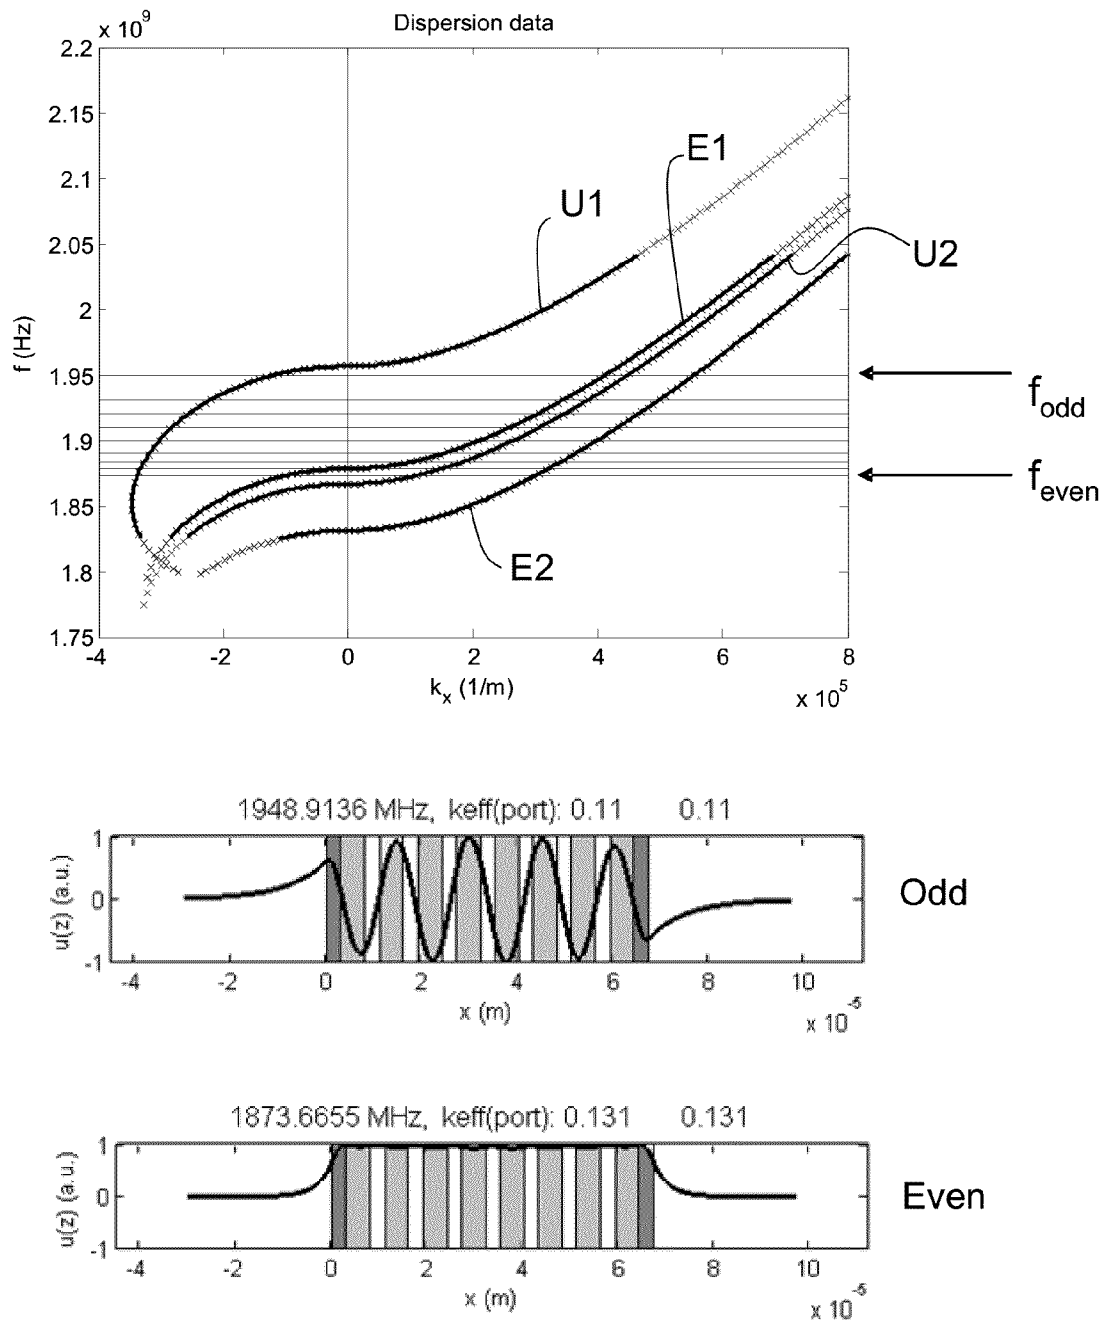 Dispersion data
x 10^9
2.2
2.15
2.1
2.05
2
1.95
1.9
1.85
1.8
1.75
f (Hz)
E1
U1
U2
E2
f_odd
f_even
-4 -2 0 2 4 6 8
k_x (1/m)
x 10^5
1948.9136 MHz, keff(port): 0.11 0.11
1
0
-1
u(z) (a.u.)
Odd
-4 -2 0 2 4 6 8 10
x (m)
x 10^-5
1873.6655 MHz, keff(port): 0.131 0.131
1
0
-1
u(z) (a.u.)
Even
-4 -2 0 2 4 6 8 10
x (m)
x 10^-5